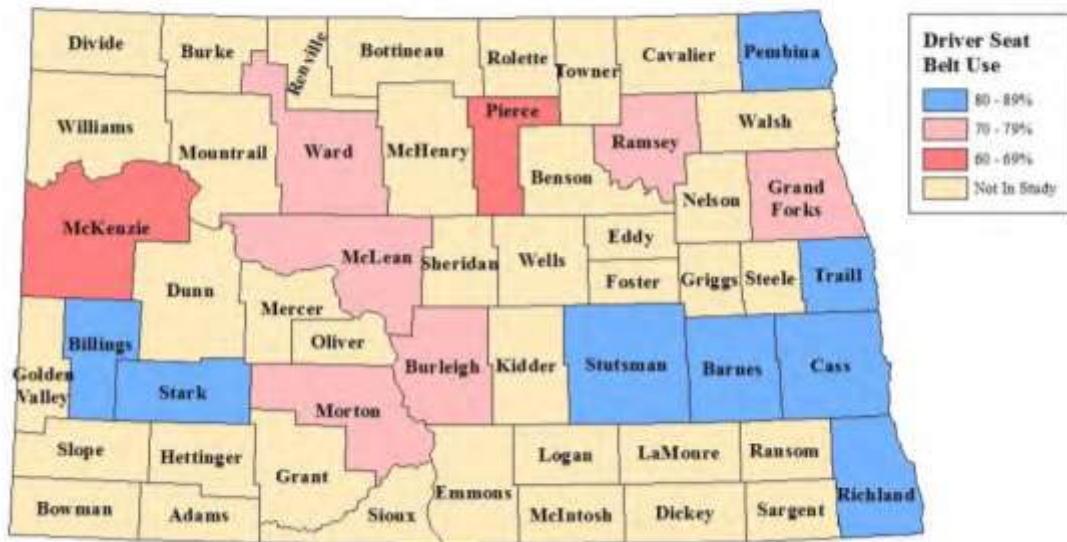 Divide
Burke
Renville
Bottineau
Rolette
Towner
Cavalier
Pembina
Williams
Mountrail
Ward
McHenry
Pierce
Benson
Ramsey
Walsh
Nelson
Grand
Forks
McKenzie
Dunn
McLean
Mercer
Oliver
Sheridan
Wells
Eddy
Foster
Griggs
Steele
Traill
Golden
Valley
Billings
Stark
Morton
Burleigh
Kidder
Stutsman
Barnes
Cass
Slope
Hettinger
Grant
Bowman
Adams
Sioux
Emmons
Logan
McIntosh
LaMoure
Dickey
Ransom
Sargent
Richland
Driver Seat
Belt Use
80 - 89%
70 - 79%
60 - 69%
Not In Study